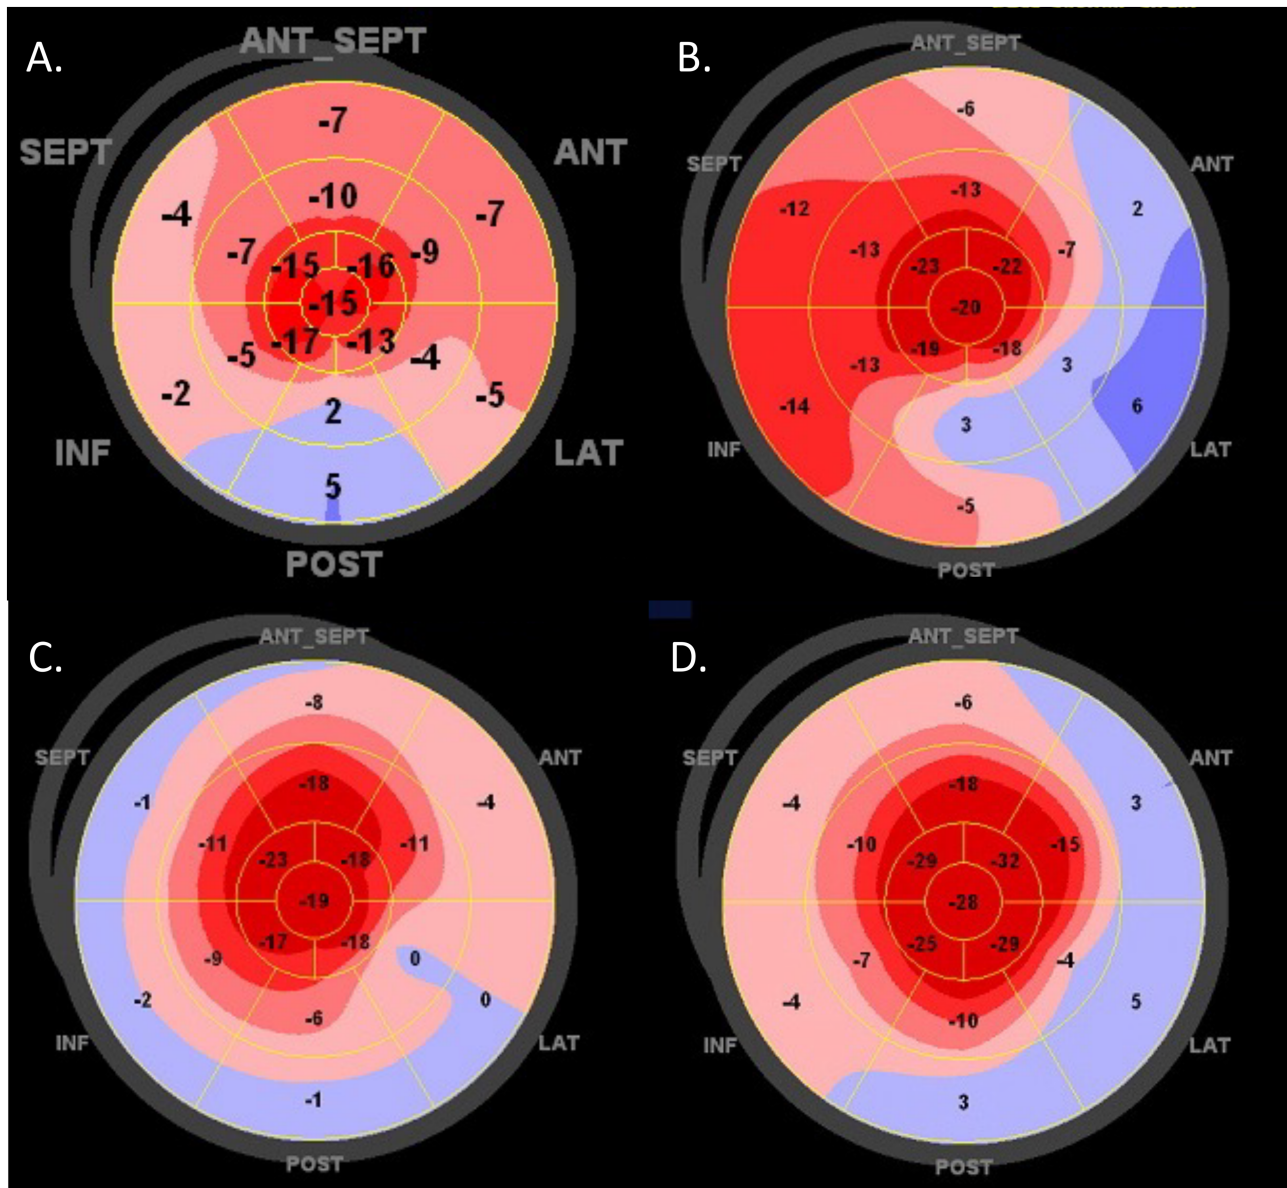 A.
ANT_SEPT
SEPT
ANT
INF
LAT
POST
-7
-10
-4
-7
-7
-9
-15
-16
-15
-17
-13
-5
-4
-2
-5
2
5
B.
ANT_SEPT
SEPT
ANT
INF
LAT
POST
-6
2
-13
-12
-13
-7
-23
-22
-20
-19
-18
-13
3
-14
6
3
-5
C.
ANT_SEPT
SEPT
ANT
INF
LAT
POST
-8
-18
-1
-4
-11
-11
-23
-18
-19
-17
-18
-9
0
-2
0
-6
-1
D.
ANT_SEPT
SEPT
ANT
INF
LAT
POST
-6
-18
-4
3
-10
-15
-29
-32
-28
-25
-29
-7
-4
-4
5
-10
3